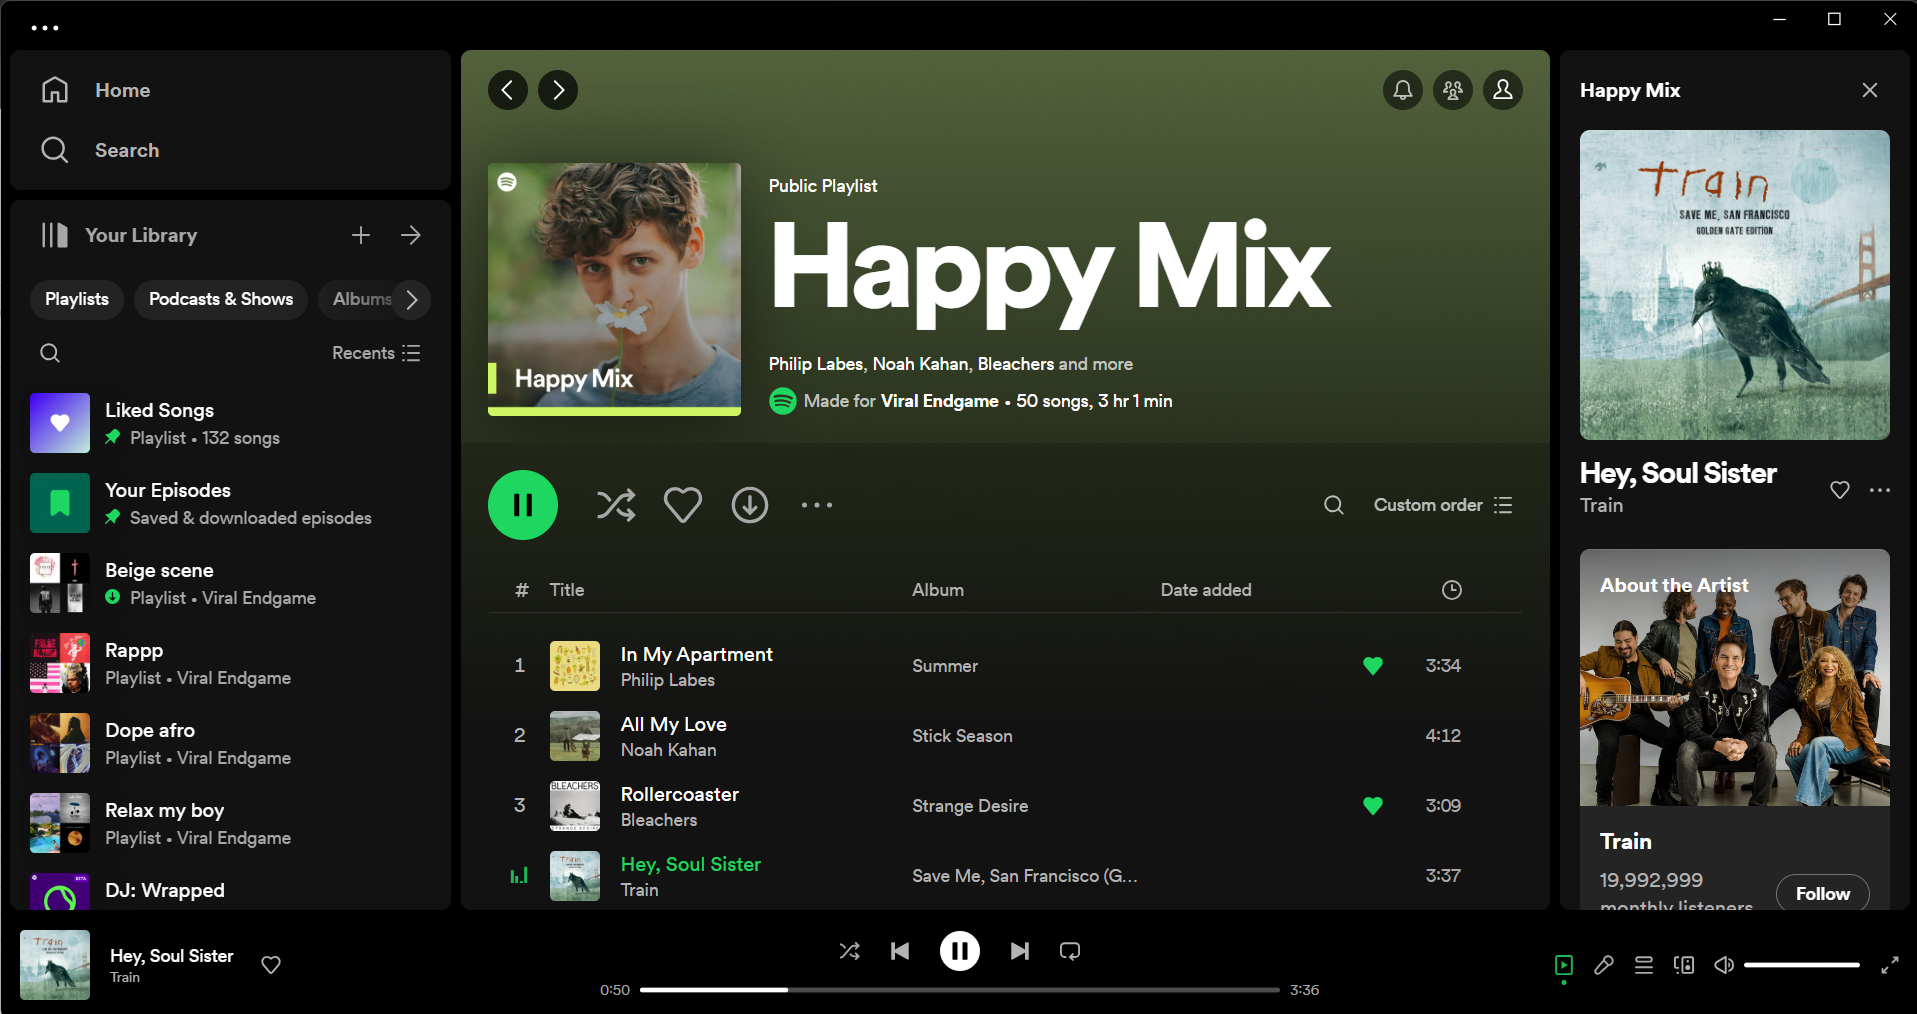 Home
Search
Your Library
Playlists
Podcasts & Shows
Albums
Recents
Liked Songs
Playlist • 132 songs
Your Episodes
Saved & downloaded episodes
Beige scene
Playlist • Viral Endgame
Rappp
Playlist • Viral Endgame
Dope afro
Playlist • Viral Endgame
Relax my boy
Playlist • Viral Endgame
BETA
DJ: Wrapped
Happy Mix
Public Playlist
Happy Mix
Philip Labes, Noah Kahan, Bleachers and more
Made for Viral Endgame • 50 songs, 3 hr 1 min
Custom order
# Title Album Date added
1 In My Apartment Summer 3:34
Philip Labes
2 All My Love Stick Season 4:12
Noah Kahan
BLEACHERS
STRANGE DESIRE
3 Rollercoaster Strange Desire 3:09
Bleachers
train
Hey, Soul Sister Save Me, San Francisco (G... 3:37
Train
Happy Mix
train
SAVE ME, SAN FRANCISCO
GOLDEN GATE EDITION
Hey, Soul Sister
Train
About the Artist
Train
19,992,999
monthly listeners
Follow
train
Hey, Soul Sister
Train
0:50
3:36